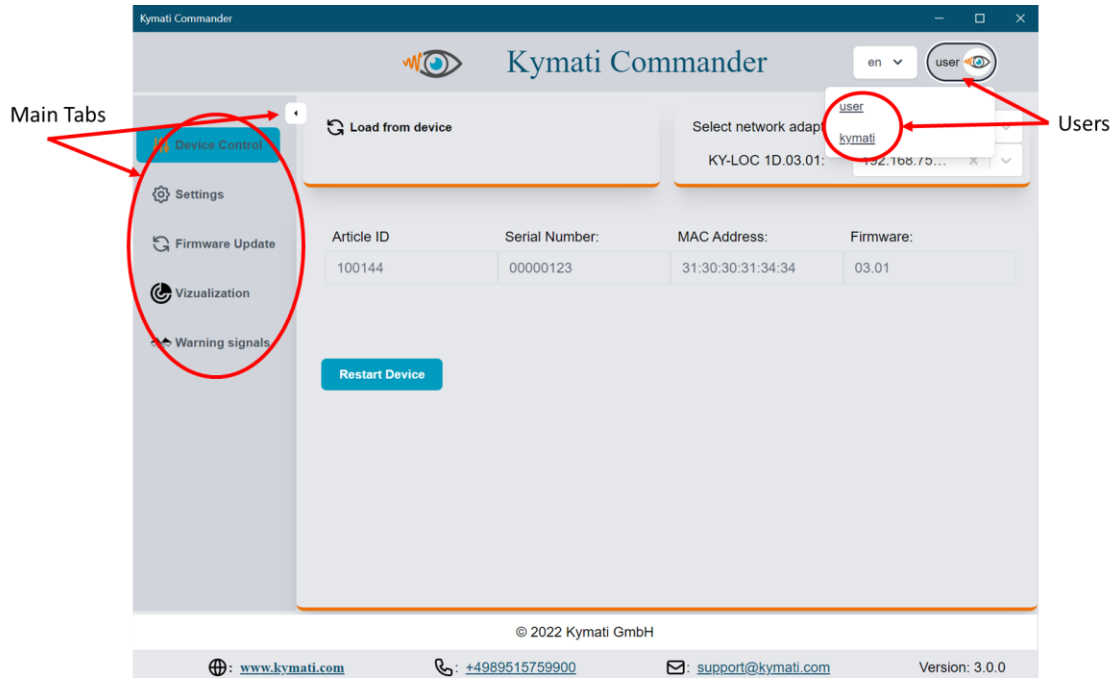 Kymati Commander
Kymati Commander
en
user
Main Tabs
Users
user
kymati
Load from device
Select network adapt
KY-LOC 1D.03.01:
192.168.75...
Device Control
Settings
Firmware Update
Vizualization
Warning signals
Article ID
Serial Number:
MAC Address:
Firmware:
100144
00000123
31:30:30:31:34:34
03.01
Restart Device
© 2022 Kymati GmbH
: www.kymati.com
: +4989515759900
: support@kymati.com
Version: 3.0.0